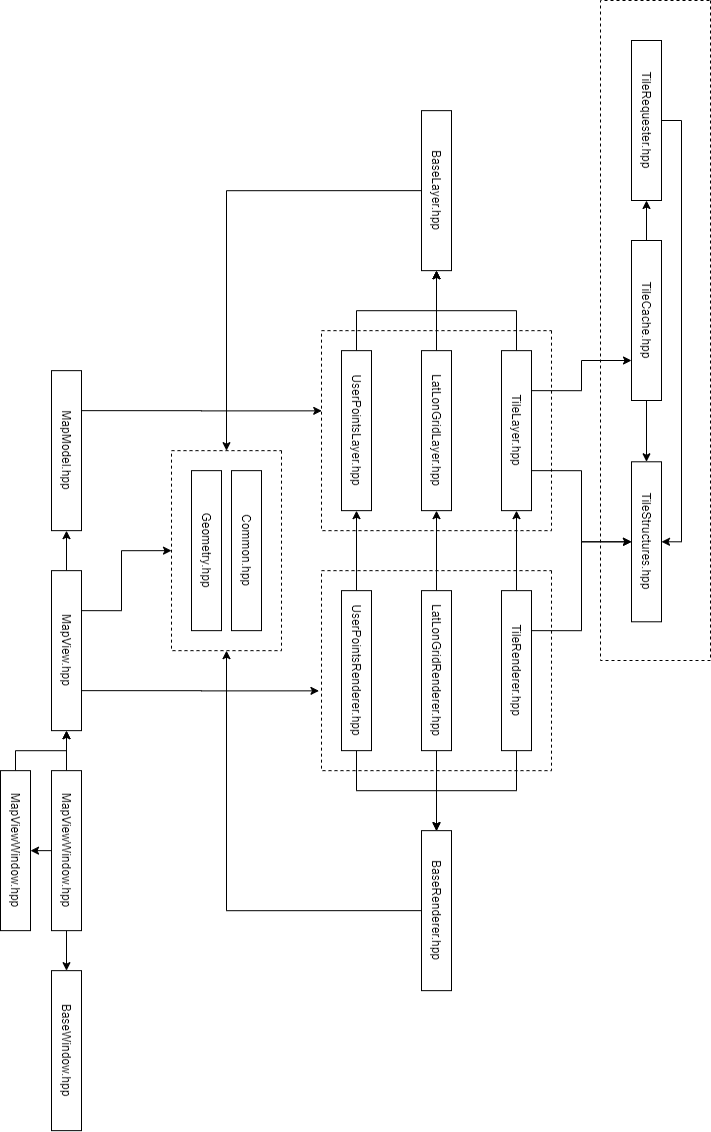 TileRequester.hpp
TileCache.hpp
TileStructures.hpp
TileLayer.hpp
TileRenderer.hpp
BaseLayer.hpp
LatLonGridLayer.hpp
LatLonGridRenderer.hpp
BaseRenderer.hpp
UserPointsLayer.hpp
UserPointsRenderer.hpp
Common.hpp
Geometry.hpp
MapModel.hpp
MapView.hpp
MapViewWindow.hpp
BaseWindow.hpp
MapViewWindow.hpp